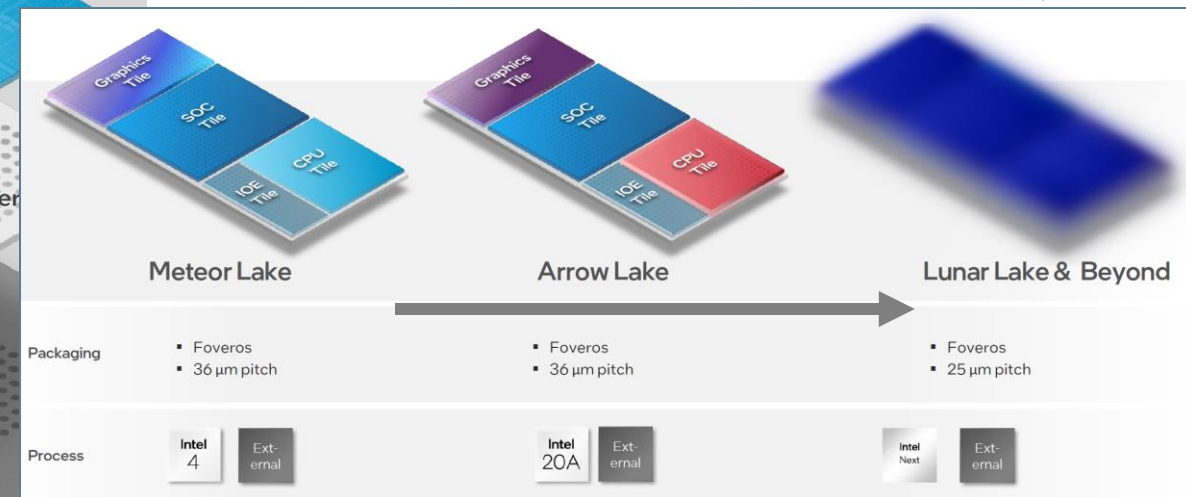 Graphics
Tile
SOC
Tile
CPU
Tile
IOE
Tile
Graphics
Tile
SOC
Tile
CPU
Tile
IOE
Tile
er
Meteor Lake
Arrow Lake
Lunar Lake & Beyond
Packaging
▪ Foveros
▪ 36 µm pitch
▪ Foveros
▪ 36 µm pitch
▪ Foveros
▪ 25 µm pitch
Process
Intel
4
Ext-
ernal
Intel
20A
Ext-
ernal
Intel
Next
Ext-
ernal